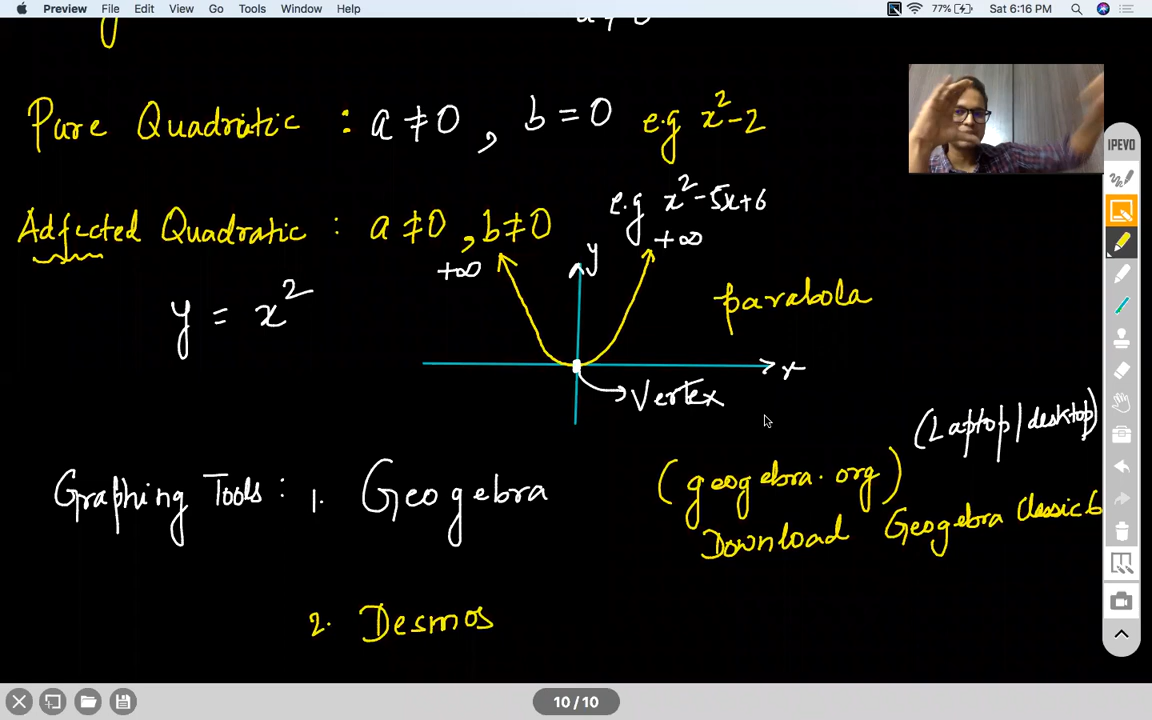 Preview File Edit View Go Tools Window Help 77% Sat 6:16 PM
a ≠ 0
Pure Quadratic : a ≠ 0 , b = 0 e.g x²-2
IPEVO
e.g x²-5x+6
Adfected Quadratic : a ≠ 0 , b ≠ 0
+∞ y +∞
y = x²
parabola
x
Vertex
(Laptop/desktop)
Graphing Tools : 1. Geogebra (geogebra.org)
Download Geogebra Classic 6
2. Desmos
10/10